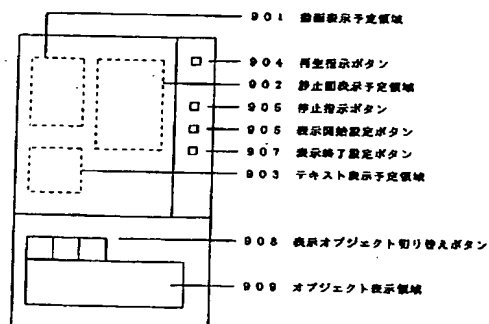 901 動画表示予定領域
904 再生指示ボタン
902 静止画表示予定領域
905 停止指示ボタン
906 表示開始設定ボタン
907 表示終了設定ボタン
903 テキスト表示予定領域
908 表示オブジェクト切り替えボタン
909 オブジェクト表示領域